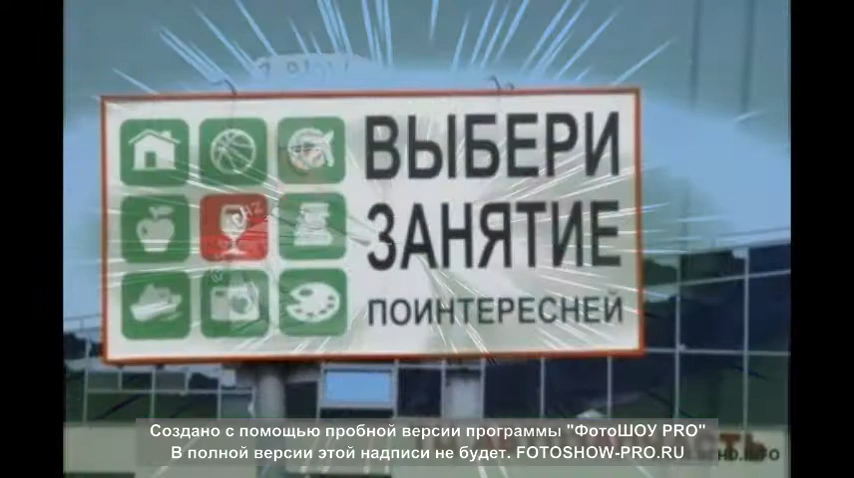 ВЫБЕРИ
ЗАНЯТИЕ
ПОИНТЕРЕСНЕЙ
Создано с помощью пробной версии программы "ФотоШОУ PRO"
В полной версии этой надписи не будет. FOTOSHOW-PRO.RU